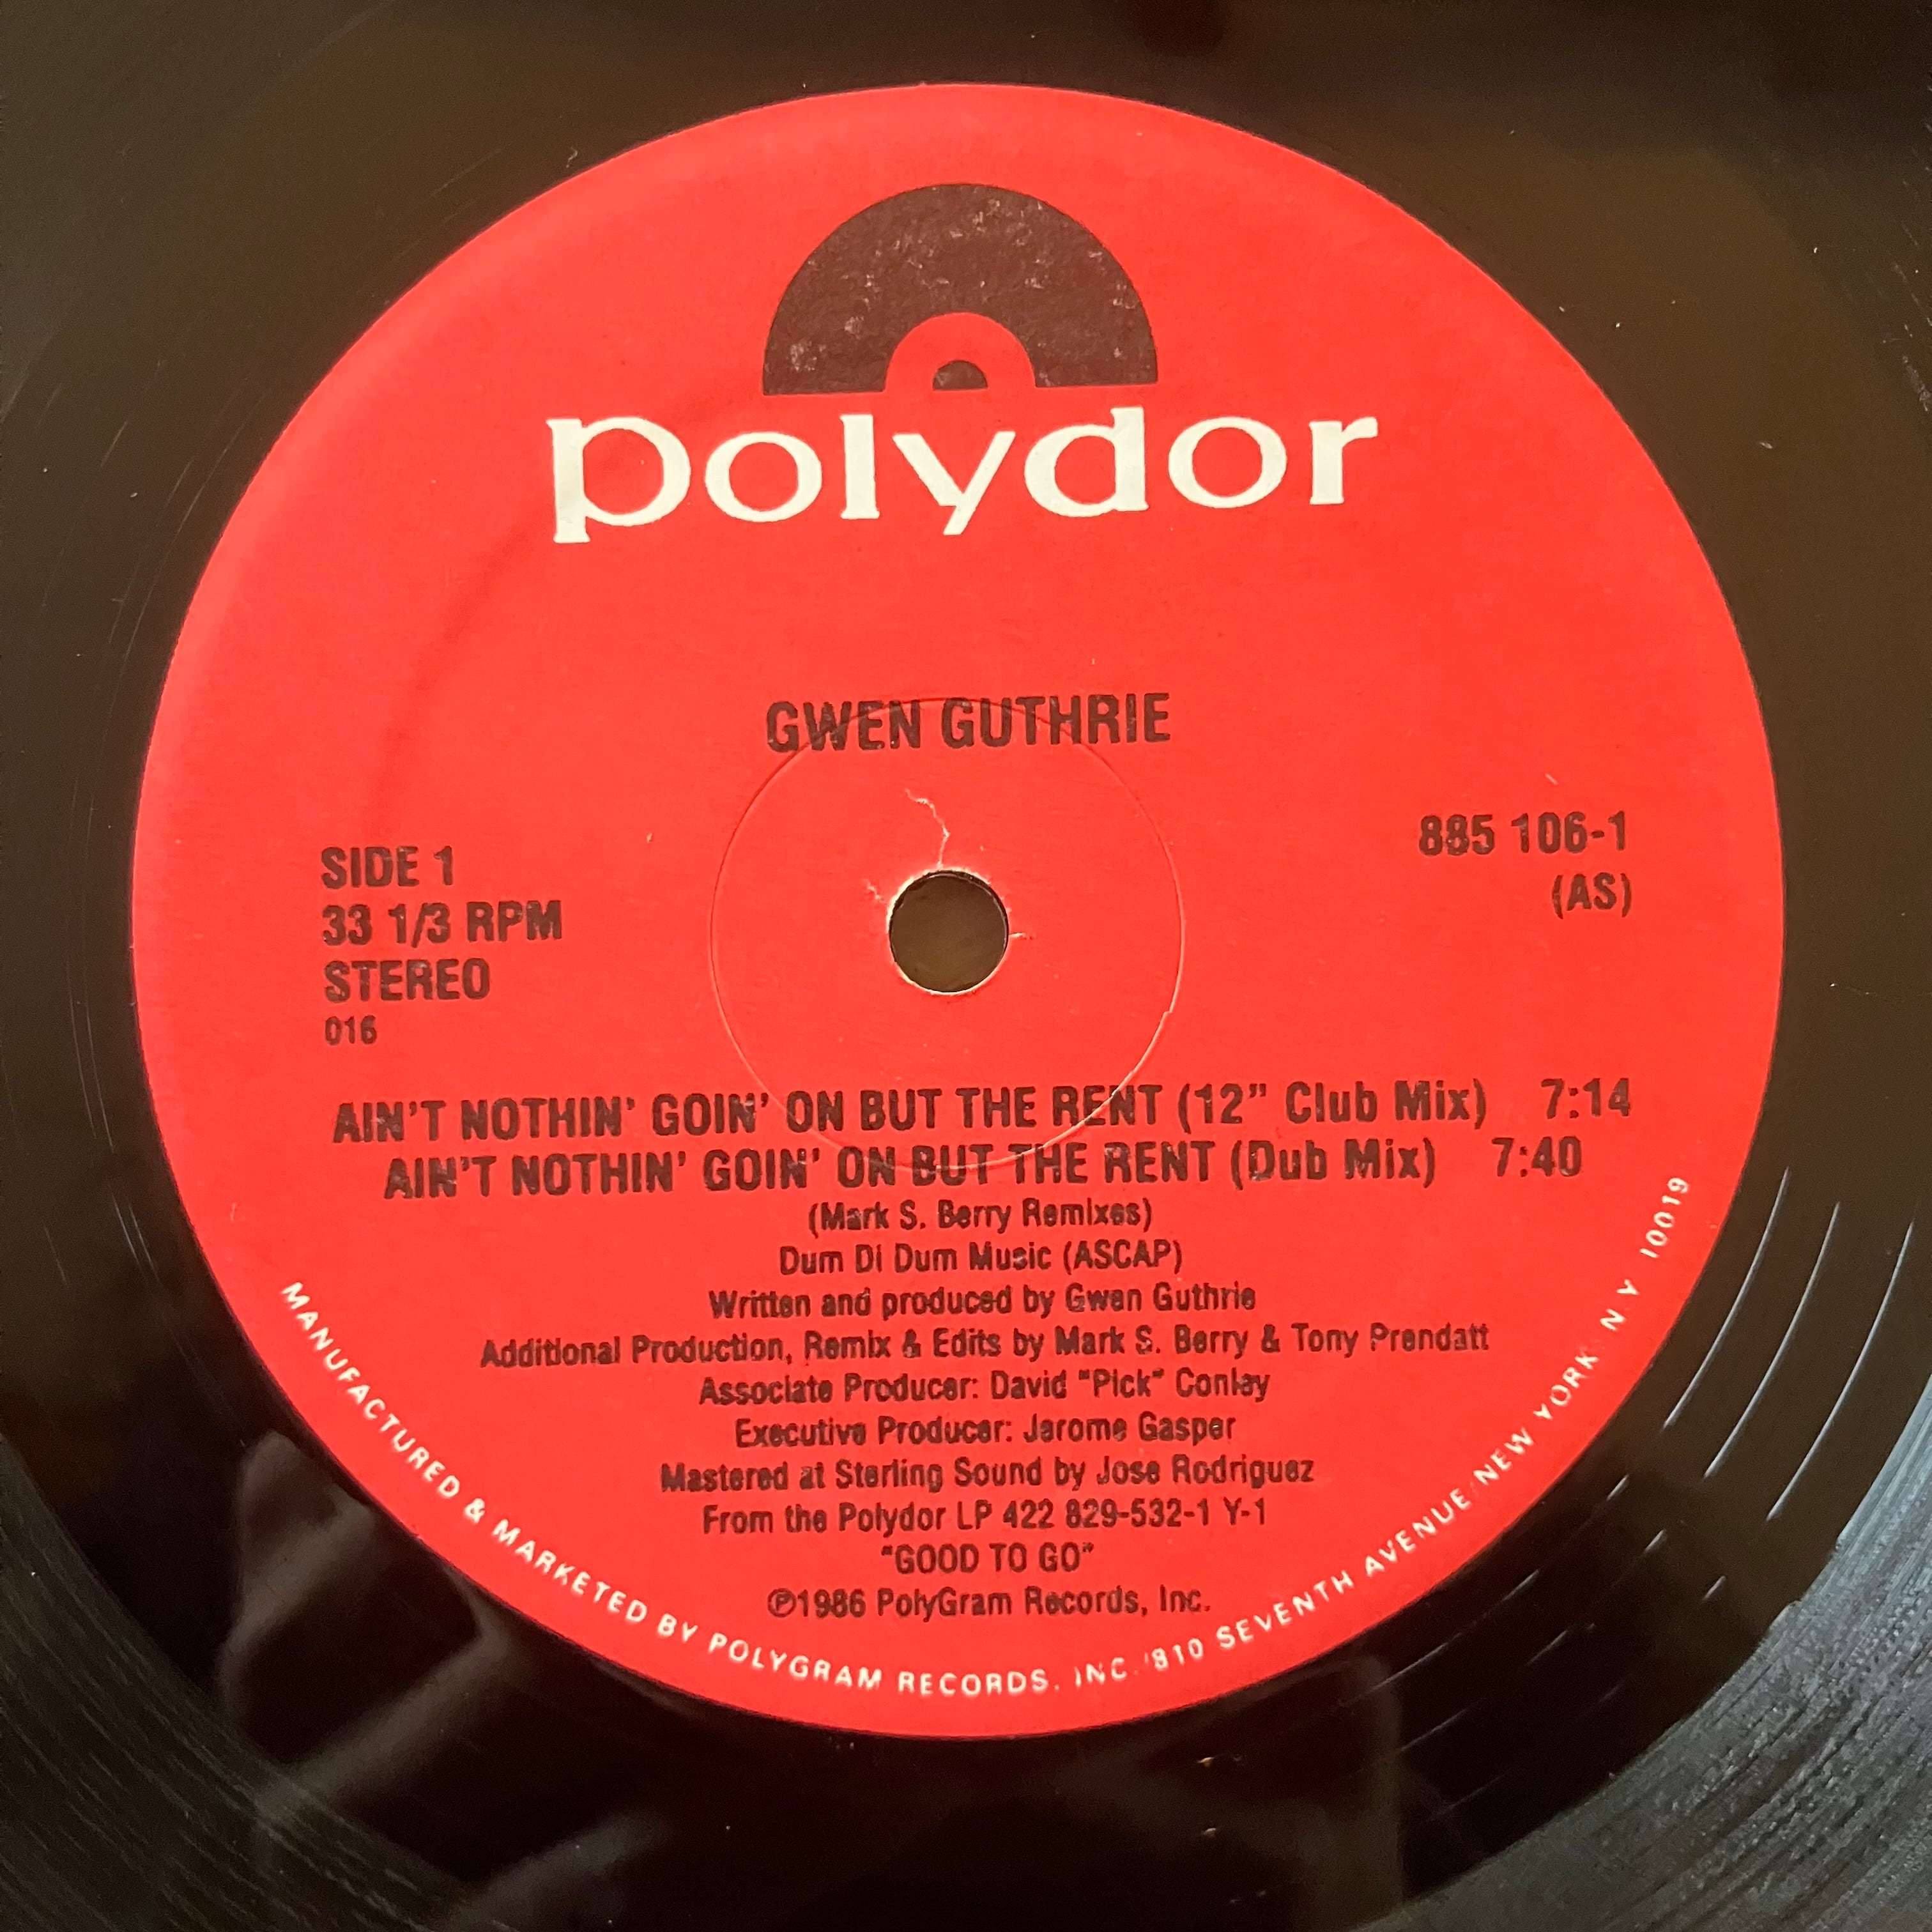 polydor
GWEN GUTHRIE
SIDE 1
33 1/3 RPM
STEREO
016
885 106-1
(AS)
AIN'T NOTHIN' GOIN' ON BUT THE RENT (12” Club Mix) 7:14
AIN'T NOTHIN' GOIN' ON BUT THE RENT (Dub Mix) 7:40
(Mark S. Berry Remixes)
Dum Di Dum Music (ASCAP)
Written and produced by Gwen Guthrie
Additional Production, Remix & Edits by Mark S. Berry & Tony Prendatt
Associate Producer: David "Pick" Conley
Executive Producer: Jerome Gasper
Mastered at Sterling Sound by Jose Rodriguez
From the Polydor LP 422 829-532-1 Y-1
"GOOD TO GO"
℗1986 PolyGram Records, Inc.
MANUFACTURED & MARKETED BY POLYGRAM RECORDS, INC. 810 SEVENTH AVENUE NEW YORK N.Y 10019